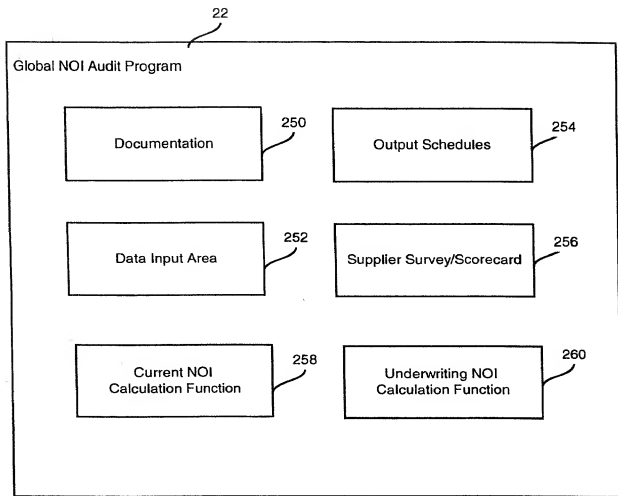 22
Global NOI Audit Program
Documentation
250
Output Schedules
254
Data Input Area
252
Supplier Survey/Scorecard
256
Current NOI
Calculation Function
258
Underwriting NOI
Calculation Function
260